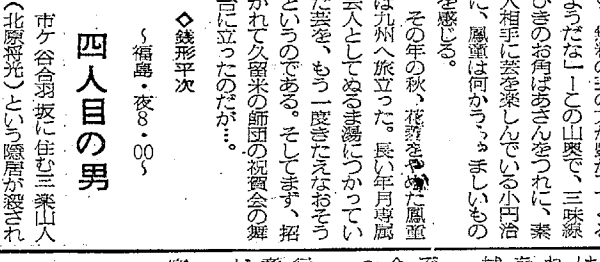 ようだな」―この山奥で、三味線
ひきのお角ばあさんをつれに、素
人相手に芸を楽しんでいる小円治
に、鳳童は何かうらやましいもの
を感じる。
その年の秋、花蝶をやめた鳳童
は九州へ旅立った。長い年月専属
芸人としてぬるま湯につかってい
た芸を、もう一度きたえなおそう
というのである。そしてまず、招
かれて久留米の師団の祝賀会の舞
台に立ったのだが…。
◇銭形平次
～福島・夜8・00～
四人目の男
市ケ谷合羽坂に住む三楽山人
(北原将光)という隠居が殺され